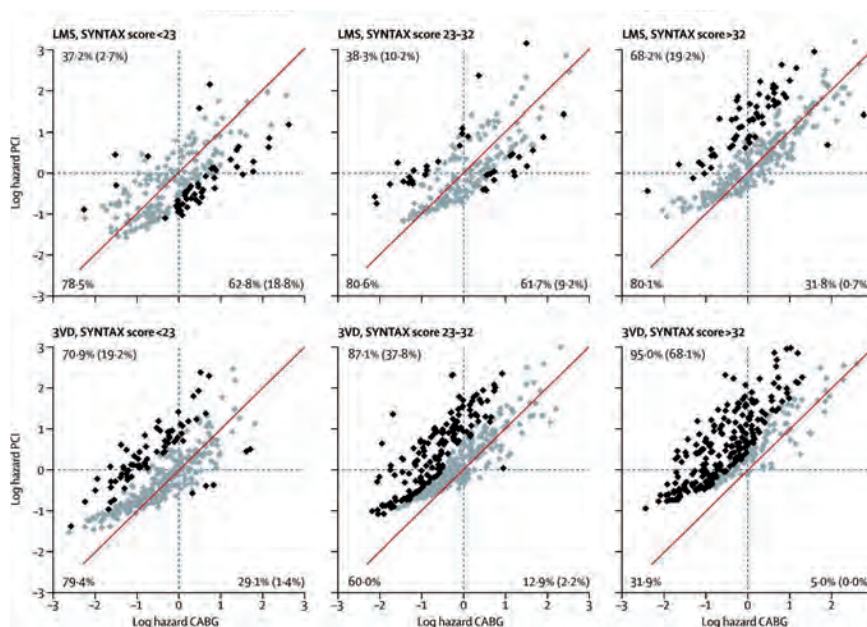 LMS, SYNTAX score<23
LMS, SYNTAX score 23–32
LMS, SYNTAX score>32
3
37·2% (2·7%)
38·3% (10·2%)
68·2% (19·2%)
2
1
0
−1
−2
−3
Log hazard PCI
78·5%
62·8% (18·8%)
80·6%
61·7% (9·2%)
80·1%
31·8% (0·7%)
3VD, SYNTAX score<23
3VD, SYNTAX score 23–32
3VD, SYNTAX score>32
3
70·9% (19·2%)
87·1% (37·8%)
95·0% (68·1%)
2
1
0
−1
−2
−3
Log hazard PCI
79·4%
29·1% (1·4%)
60·0%
12·9% (2·2%)
31·9%
5·0% (0·0%)
−3 −2 −1 0 1 2 3
−3 −2 −1 0 1 2 3
−3 −2 −1 0 1 2
Log hazard CABG
Log hazard CABG
Log hazard CABG